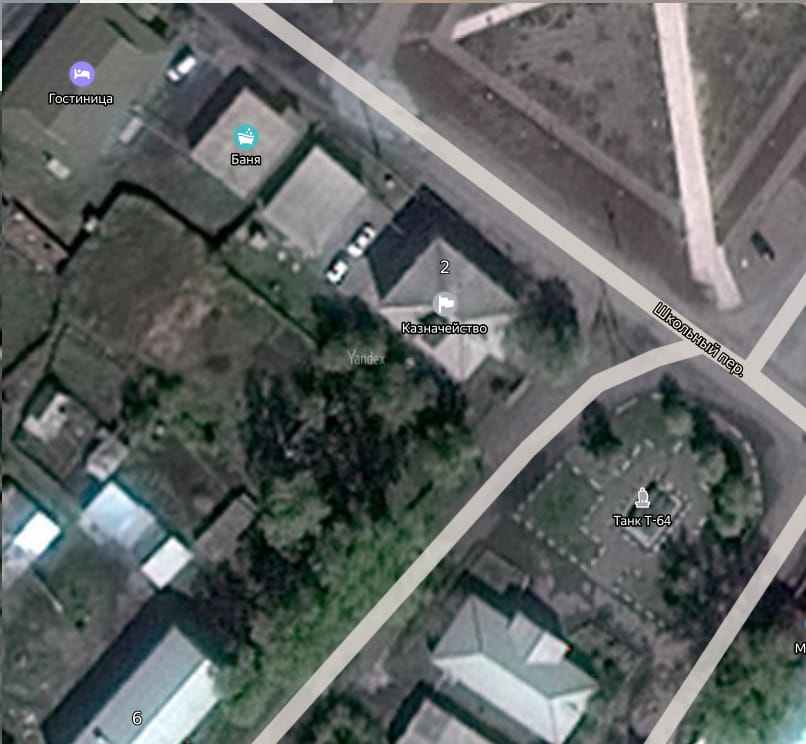 Гостиница
Баня
2
Казначейство
Yandex
Школьный пер.
Танк Т-64
М
6